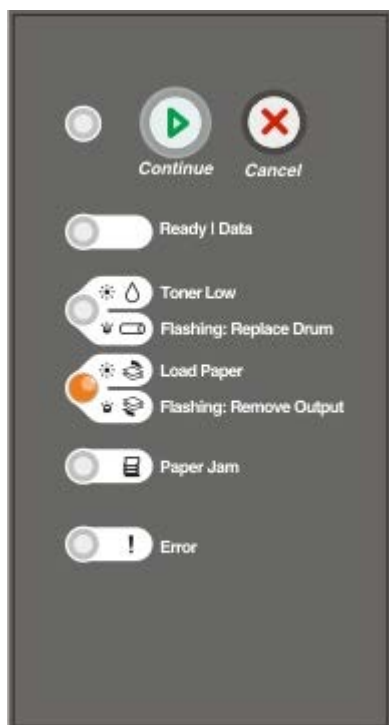 Continue
Cancel
Ready | Data
Toner Low
Flashing: Replace Drum
Load Paper
Flashing: Remove Output
Paper Jam
! Error